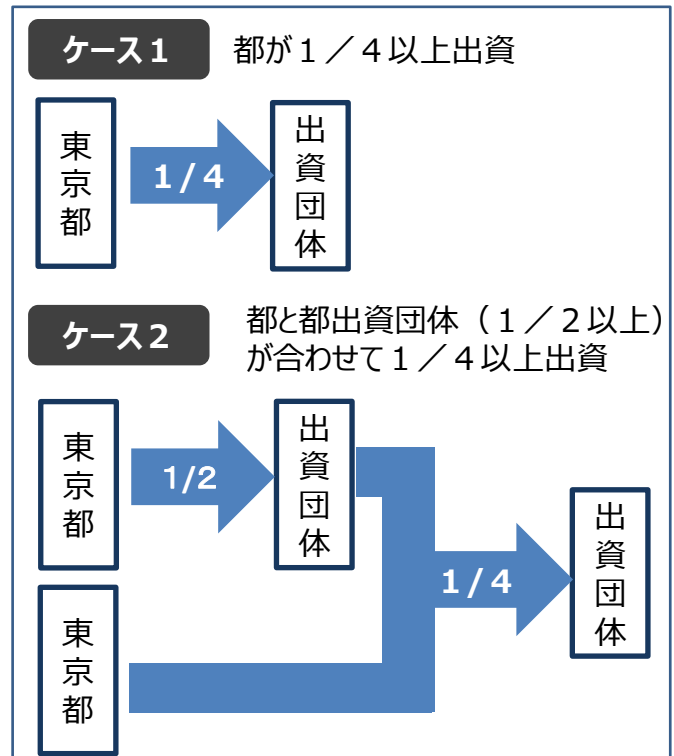 ケース１
都が１／４以上出資
東京都
1/4
出資団体
ケース２
都と都出資団体（１／２以上）
が合わせて１／４以上出資
東京都
1/2
出資団体
1/4
出資団体
東京都